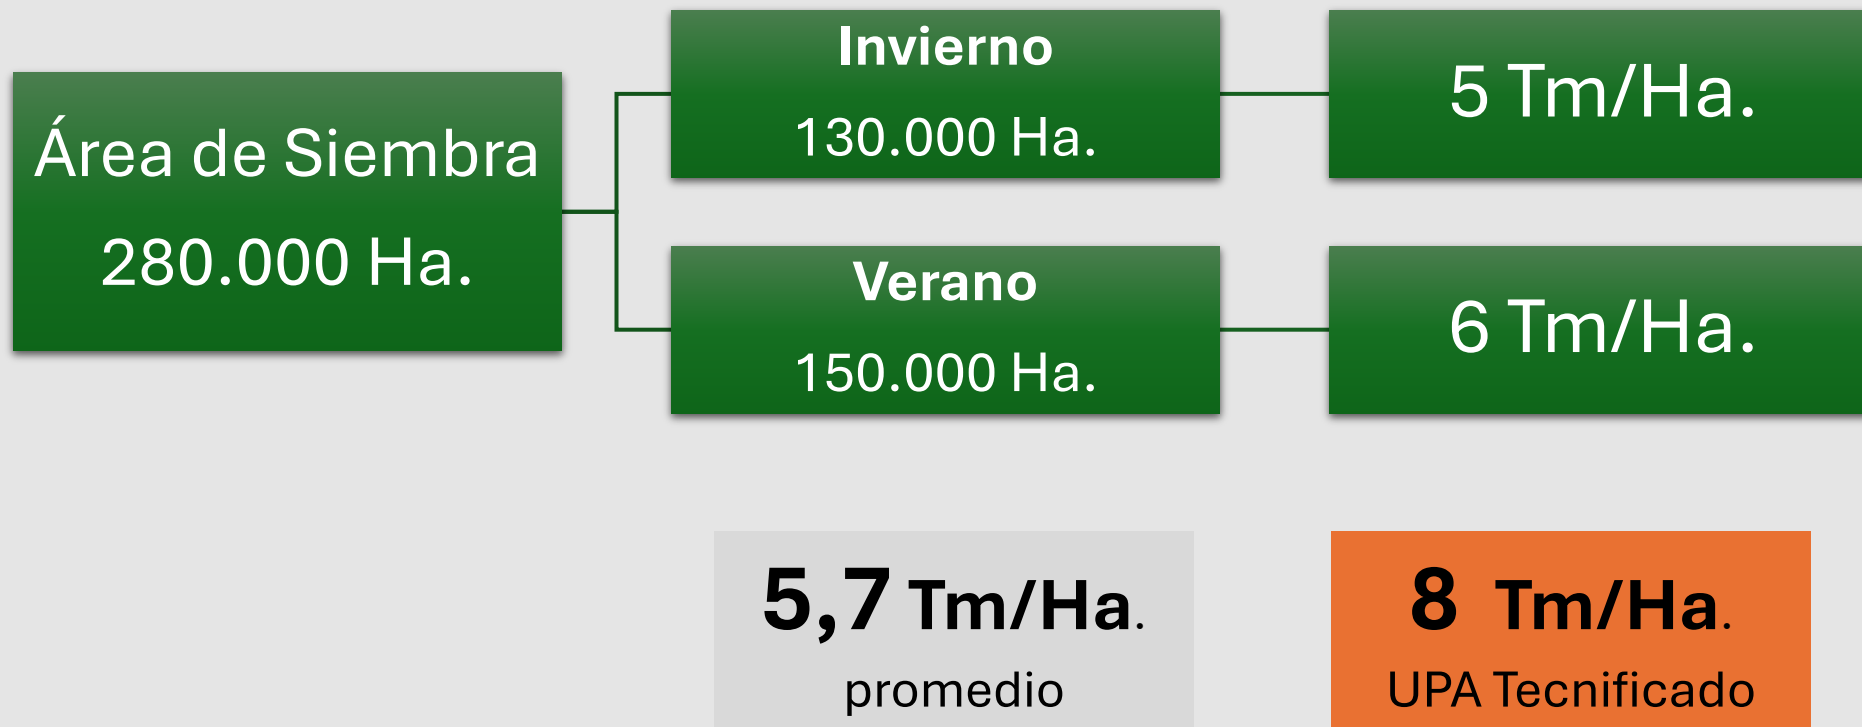 Área de Siembra
280.000 Ha.
Invierno
130.000 Ha.
5 Tm/Ha.
Verano
150.000 Ha.
6 Tm/Ha.
5,7 Tm/Ha.
promedio
8 Tm/Ha.
UPA Tecnificado